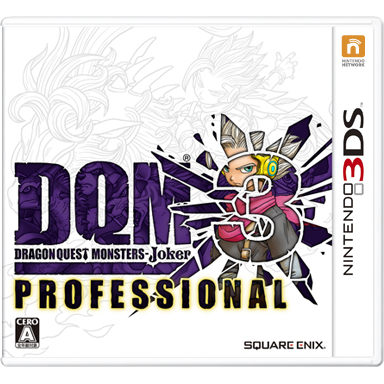 NINTENDO
NETWORK
NINTENDO 3DS
DQM®
3
DRAGON QUEST MONSTERS-Joker
PROFESSIONAL
CERO
A
SQUARE ENIX®